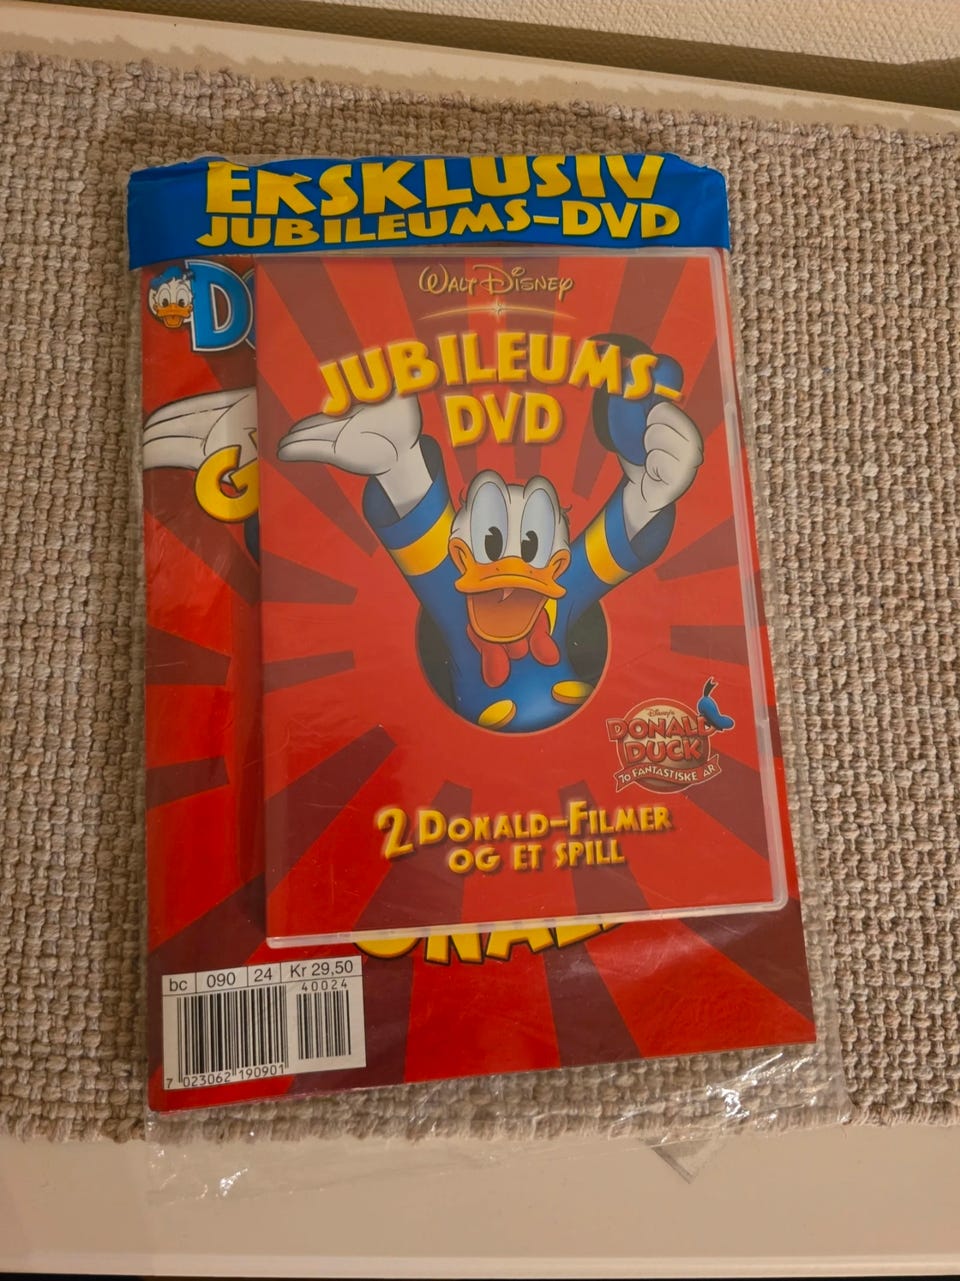 EKSKLUSIV
JUBILEUMS-DVD
D
G
WALT DISNEY
JUBILEUMS-
DVD
Disney's
DONALD
DUCK
70 FANTASTISKE ÅR
2 DONALD-FILMER
OG ET SPILL
bc 090 24 Kr 29,50
40024
7 023062 190901